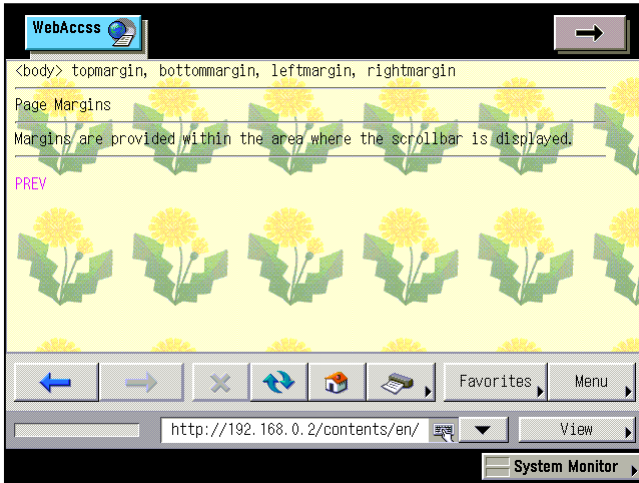 WebAccss
<body> topmargin, bottommargin, leftmargin, rightmargin
Page Margins
Margins are provided within the area where the scrollbar is displayed.
PREV
Favorites
Menu
http://192.168.0.2/contents/en/
View
System Monitor